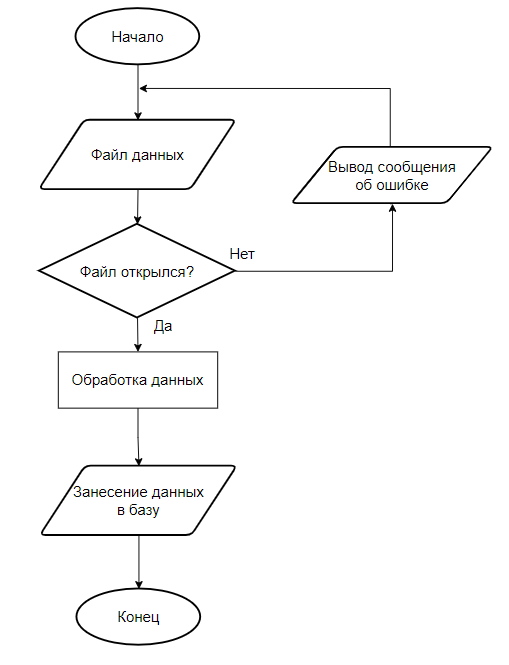 Начало
Файл данных
Вывод сообщения
об ошибке
Файл открылся?
Нет
Да
Обработка данных
Занесение данных
в базу
Конец